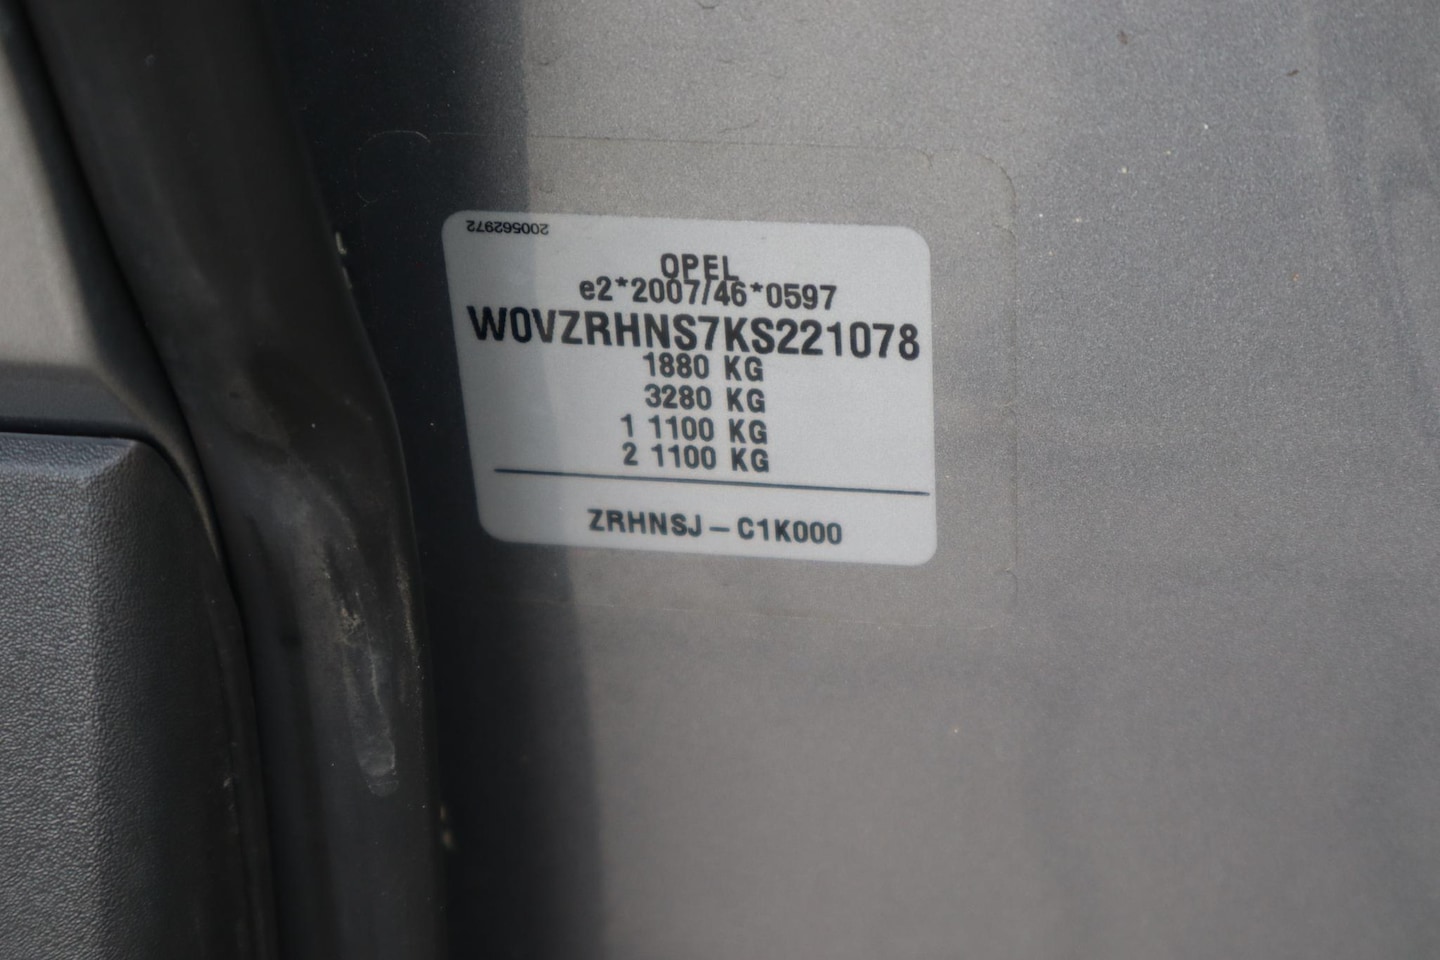 200562972
OPEL
e2*2007/46*0597
W0VZRHNS7KS221078
1880 KG
3280 KG
1 1100 KG
2 1100 KG
ZRHNSJ – C1K000